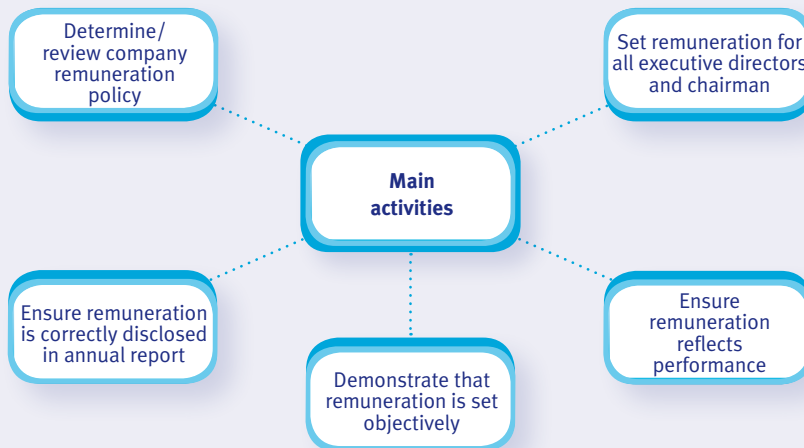 Determine/
review company
remuneration
policy
Set remuneration for
all executive directors
and chairman
Main
activities
Ensure remuneration
is correctly disclosed
in annual report
Demonstrate that
remuneration is set
objectively
Ensure
remuneration
reflects
performance